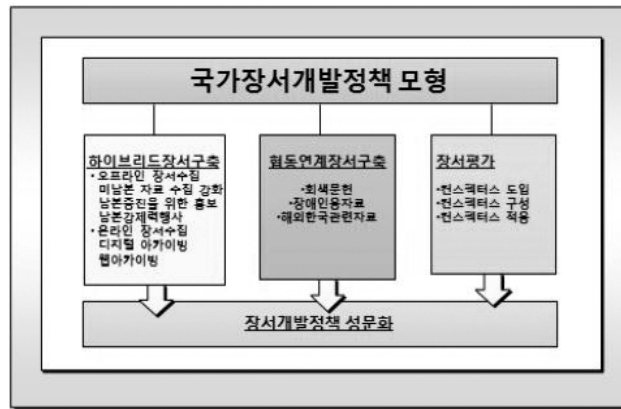 국가장서개발정책 모형
하이브리드장서구축
•오프라인 장서수집
미납본 자료 수집 강화
납본증진을 위한 홍보
납본강제력행사
•온라인 장서수집
디지털 아카이빙
웹아카이빙
협동연계장서구축
•회색문헌
•장애인용자료
•해외한국관련자료
장서평가
•컨스펙터스 도입
•컨스펙터스 구성
•컨스펙터스 적용
장서개발정책 성문화